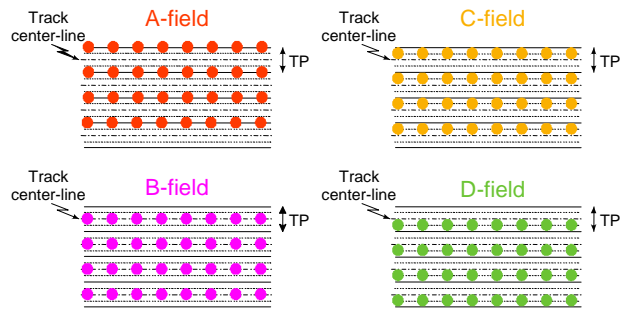 A-field
Track
center-line
TP
C-field
Track
center-line
TP
B-field
Track
center-line
TP
D-field
Track
center-line
TP